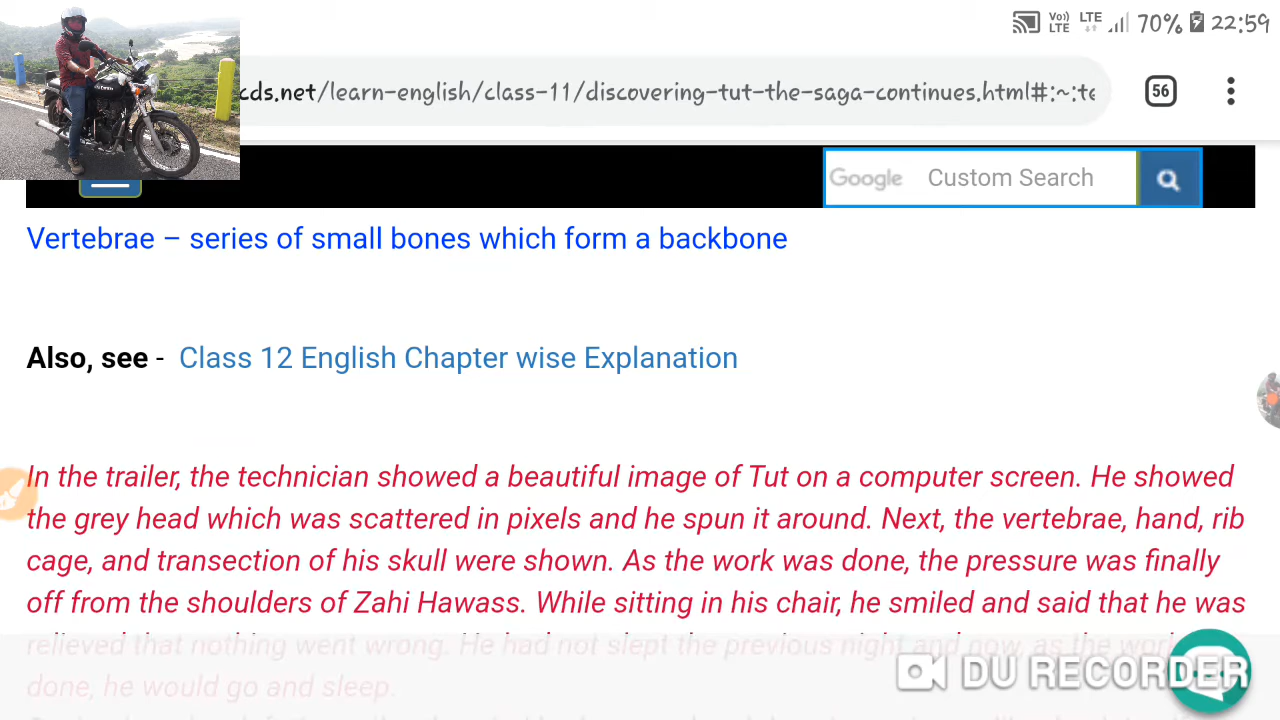 Vo)) LTE LTE 70% 22:59
cds.net/learn-english/class-11/discovering-tut-the-saga-continues.html#:~:te 56
Google Custom Search
Vertebrae – series of small bones which form a backbone
Also, see - Class 12 English Chapter wise Explanation
In the trailer, the technician showed a beautiful image of Tut on a computer screen. He showed
the grey head which was scattered in pixels and he spun it around. Next, the vertebrae, hand, rib
cage, and transection of his skull were shown. As the work was done, the pressure was finally
off from the shoulders of Zahi Hawass. While sitting in his chair, he smiled and said that he was
relieved that nothing went wrong. He had not slept the previous night and now, as the work
done, he would go and sleep.
DU RECORDER